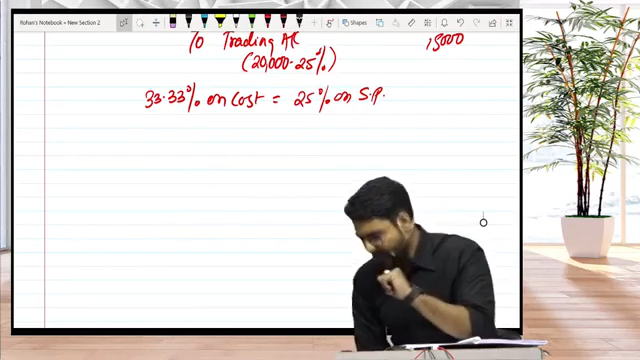 Rohan's Notebook » New Section 2
Shapes
To Trading A/c 15000
(20,000-25%)
33.33% on cost = 25% on S.P.